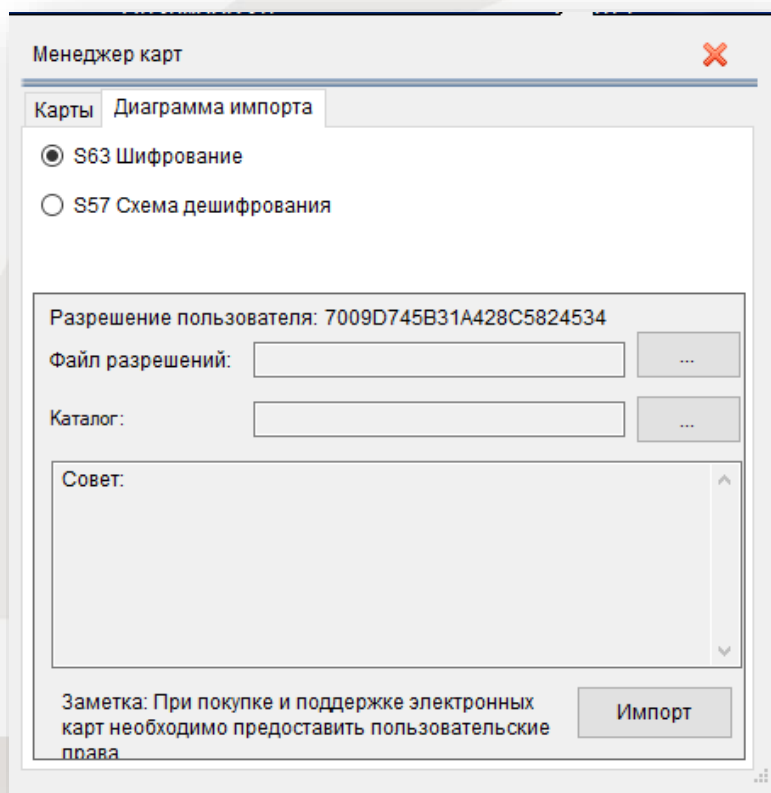 Менеджер карт
Карты
Диаграмма импорта
S63 Шифрование
S57 Схема дешифрования
Разрешение пользователя: 7009D745B31A428C5824534
Файл разрешений:
...
Каталог:
...
Совет:
Заметка: При покупке и поддержке электронных
карт необходимо предоставить пользовательские
права
Импорт